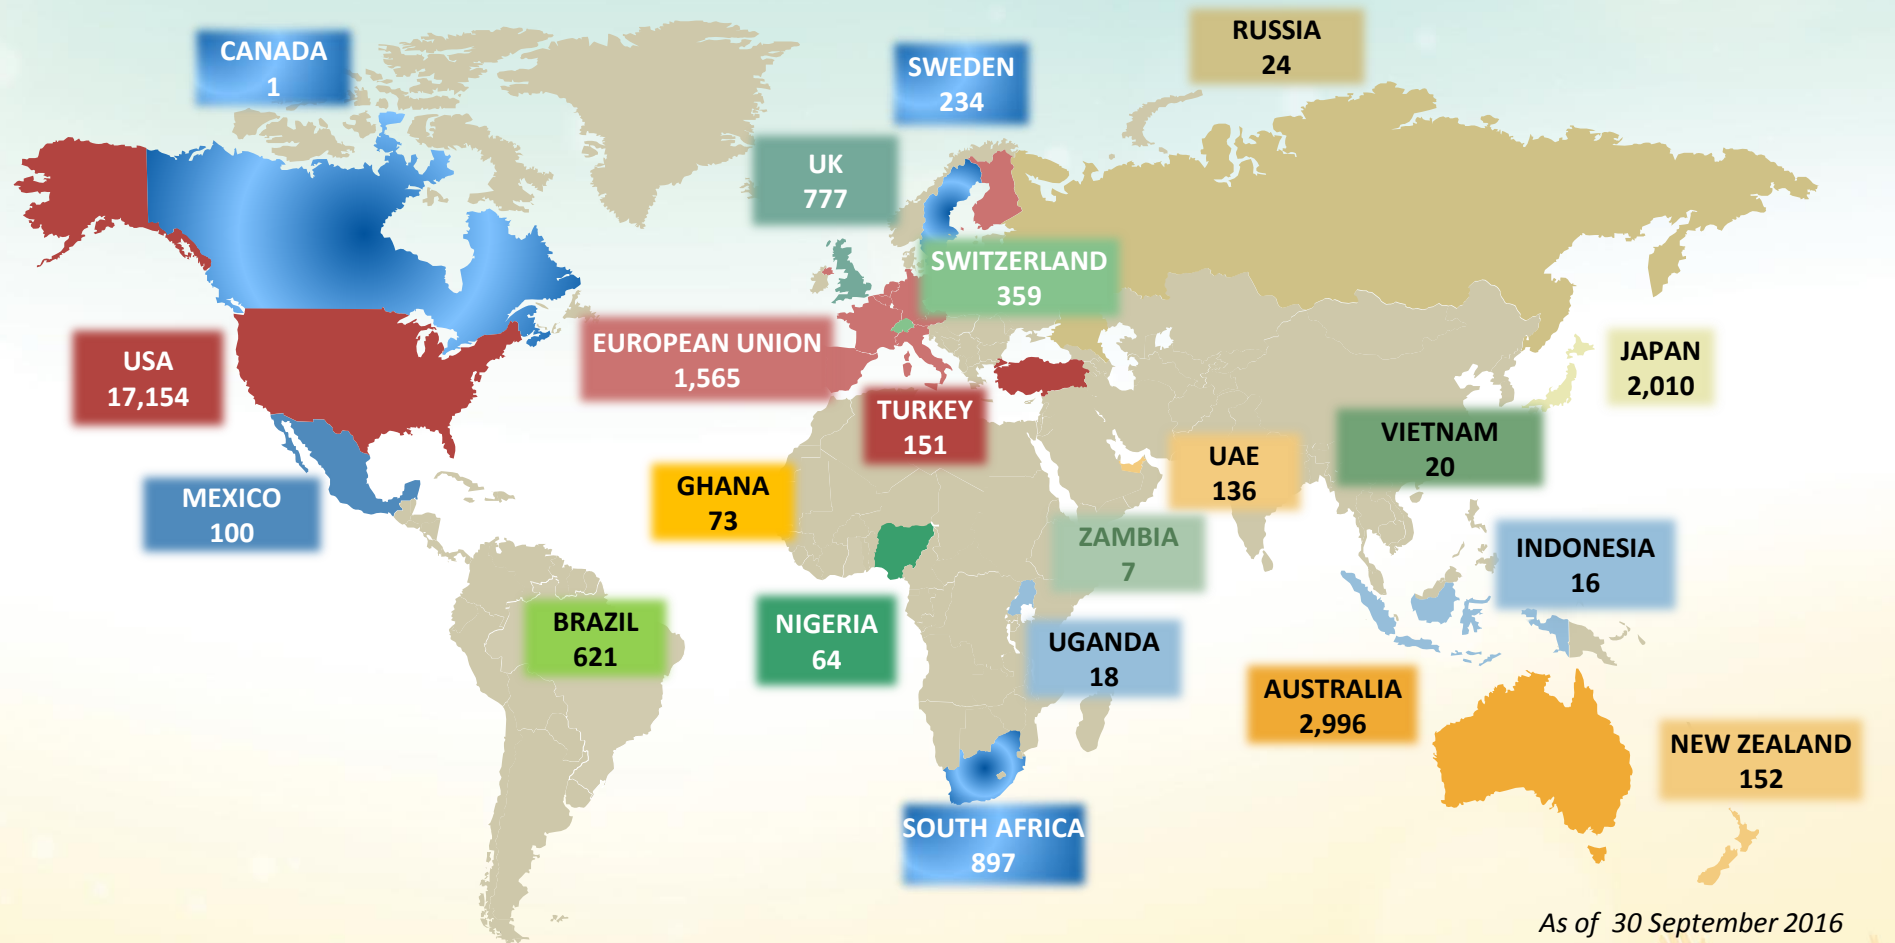 CANADA
1
SWEDEN
234
RUSSIA
24
UK
777
SWITZERLAND
359
USA
17,154
EUROPEAN UNION
1,565
JAPAN
2,010
TURKEY
151
VIETNAM
20
UAE
136
MEXICO
100
GHANA
73
ZAMBIA
7
INDONESIA
16
BRAZIL
621
NIGERIA
64
UGANDA
18
AUSTRALIA
2,996
NEW ZEALAND
152
SOUTH AFRICA
897
As of 30 September 2016